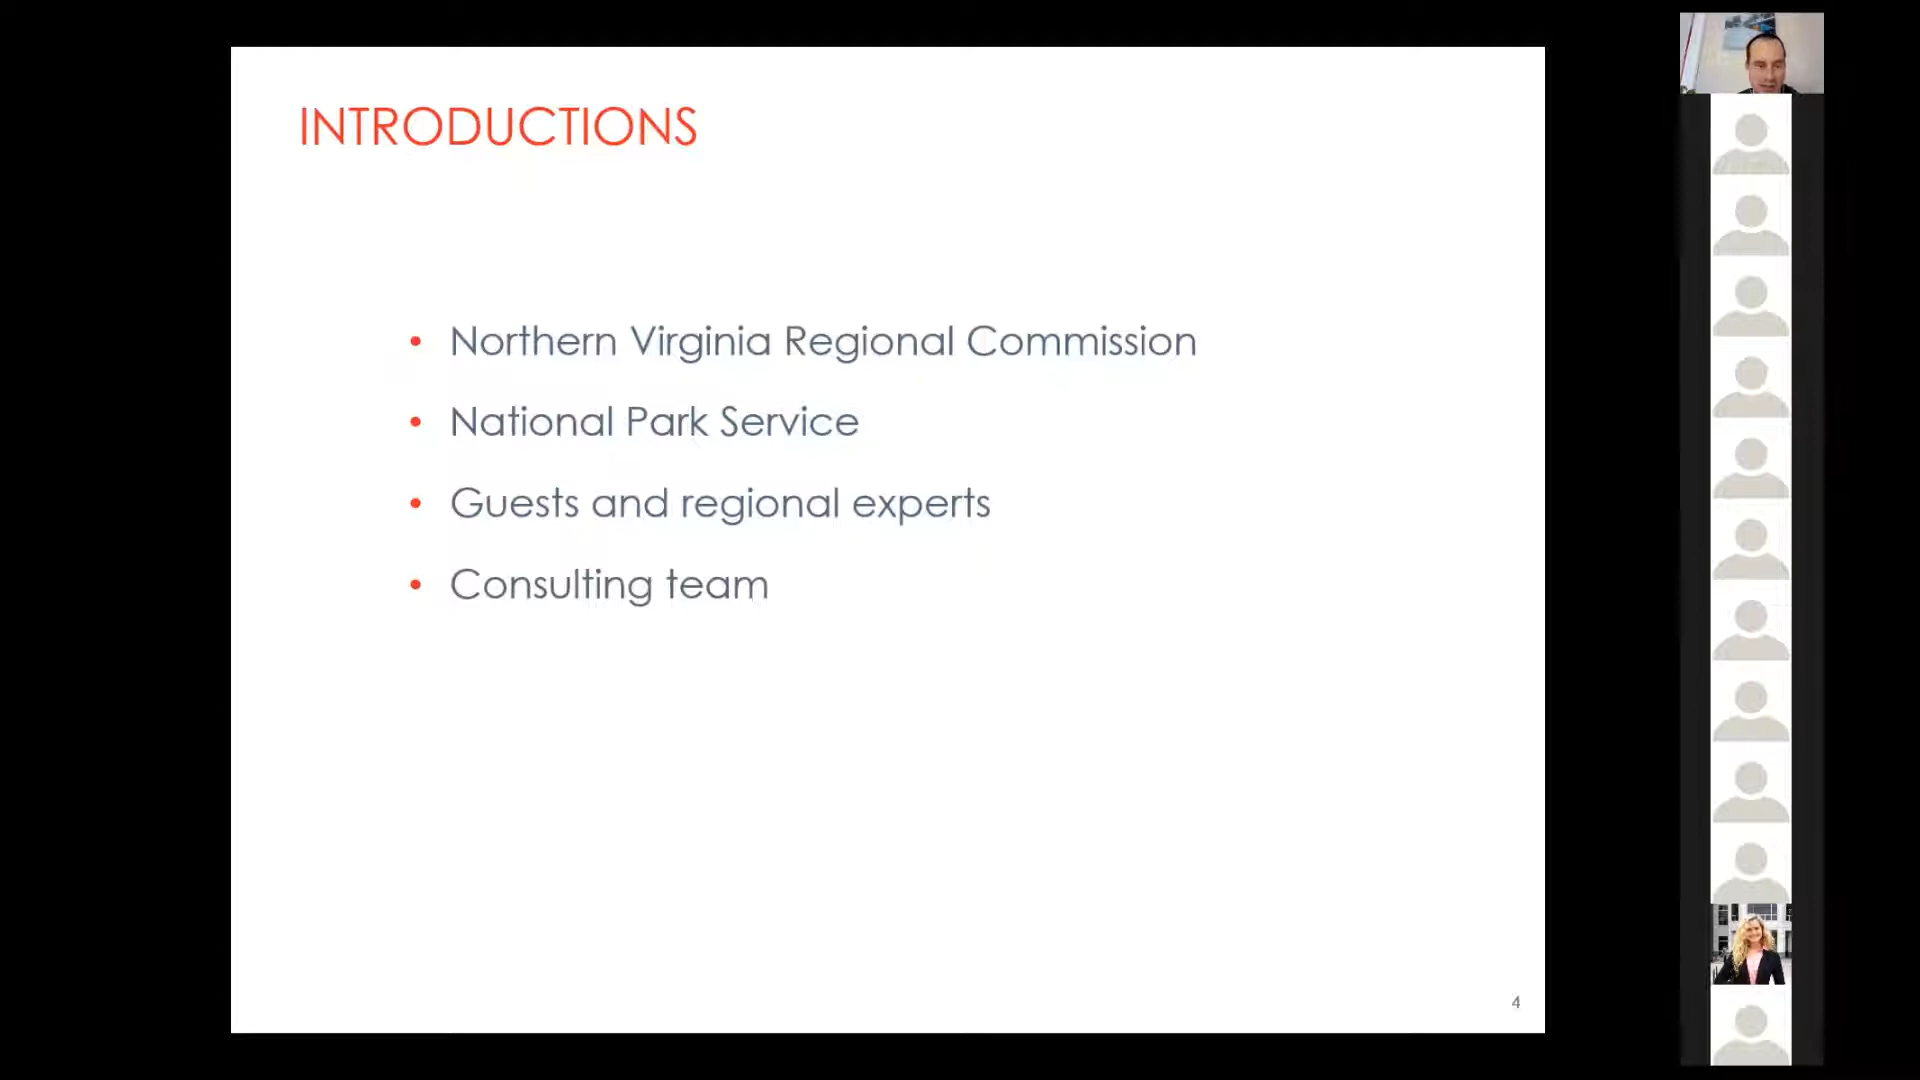 INTRODUCTIONS
• Northern Virginia Regional Commission
• National Park Service
• Guests and regional experts
• Consulting team
4